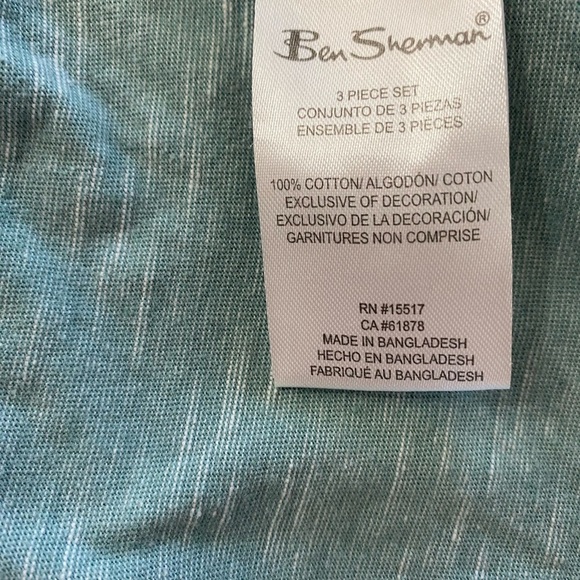 Ben Sherman®
3 PIECE SET
CONJUNTO DE 3 PIEZAS
ENSEMBLE DE 3 PIÈCES
100% COTTON/ ALGODÓN/ COTON
EXCLUSIVE OF DECORATION/
EXCLUSIVO DE LA DECORACIÓN/
GARNITURES NON COMPRISE
RN #15517
CA #61878
MADE IN BANGLADESH
HECHO EN BANGLADESH
FABRIQUÉ AU BANGLADESH